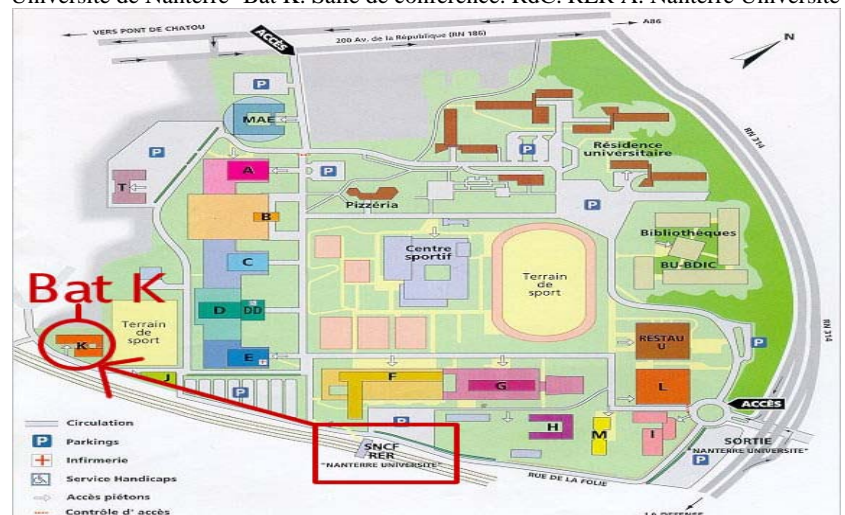 Université de Nanterre Bat K. Salle de conférence. RdC. RER A. Nanterre Université
VERS PONT DE CHATOU
200 Av. de la République (RN 186)
A86
ACCÈS
N
P
MAE
P
T
A
P
B
C
D
DD
E
Pizzéria
Centre
sportif
Terrain
de
sport
P
Résidence
universitaire
P
Bibliothèques
BU-BDIC
RN 314
RN 314
Bat K
K
Terrain
de
sport
J
P
F
G
P
H
M
I
L
RESTAU
U
P
ACCÈS
SORTIE
"NANTERRE UNIVERSITÉ"
P
SNCF
RER
"NANTERRE UNIVERSITÉ"
RUE DE LA FOLIE
LA DEFENSE
Circulation
P Parkings
Infirmerie
Service Handicaps
Accès piétons
Contrôle d' accès